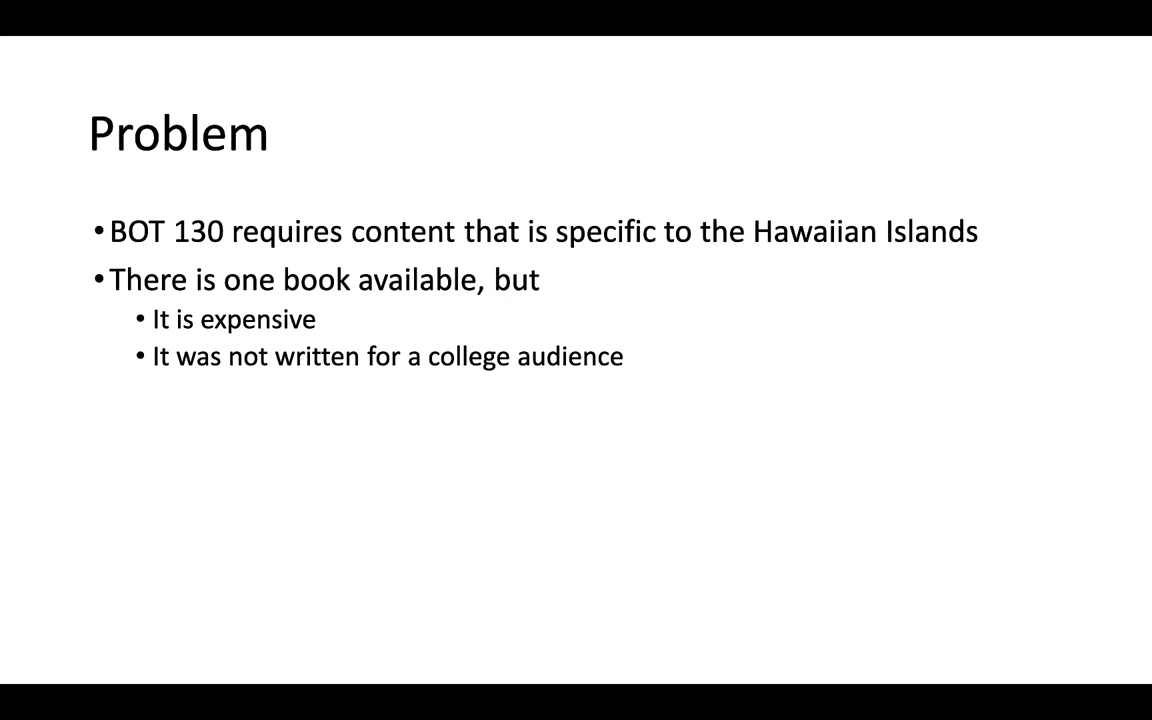 Problem
•BOT 130 requires content that is specific to the Hawaiian Islands
•There is one book available, but
• It is expensive
• It was not written for a college audience